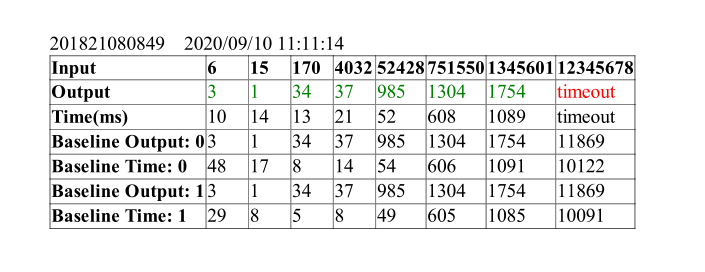 201821080849 2020/09/10 11:11:14
Input 6 15 170 4032 52428 751550 1345601 12345678
Output 3 1 34 37 985 1304 1754 timeout
Time(ms) 10 14 13 21 52 608 1089 timeout
Baseline Output: 0 3 1 34 37 985 1304 1754 11869
Baseline Time: 0 48 17 8 14 54 606 1091 10122
Baseline Output: 1 3 1 34 37 985 1304 1754 11869
Baseline Time: 1 29 8 5 8 49 605 1085 10091